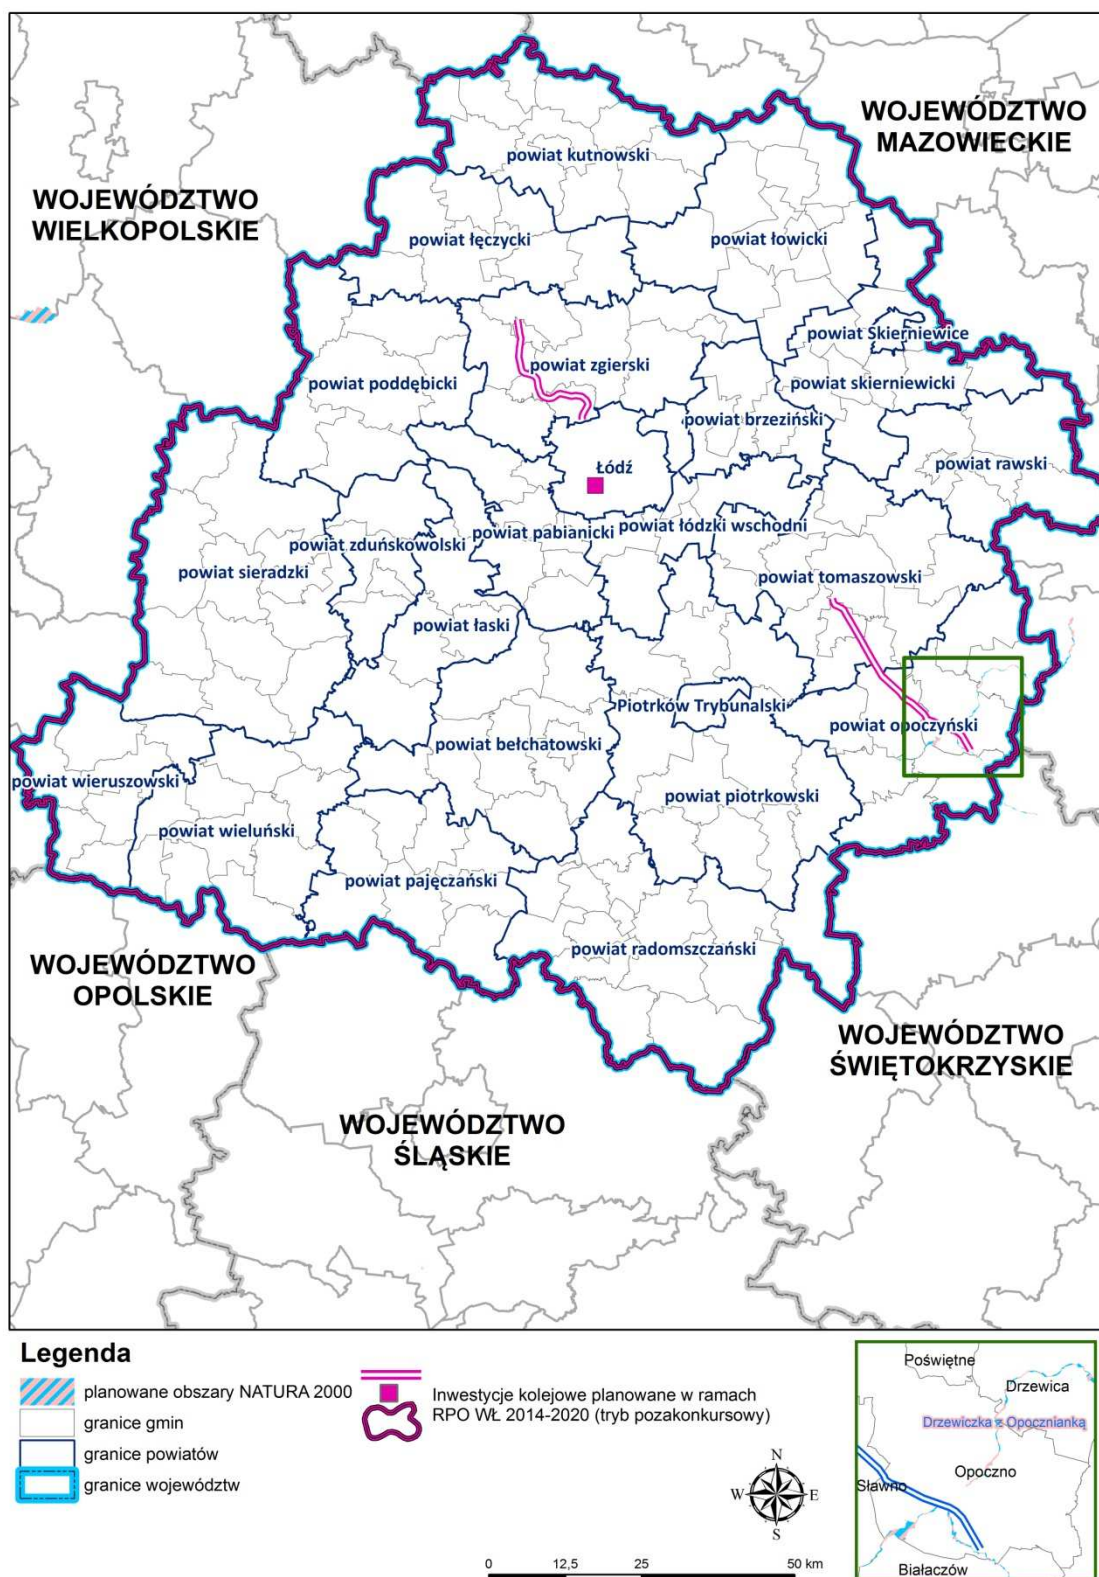 WOJEWÓDZTWO
MAZOWIECKIE
powiat kutnowski
WOJEWÓDZTWO
WIELKOPOLSKIE
powiat łęczycki
powiat łowicki
powiat Skierniewice
powiat zgierski
powiat poddębicki
powiat skierniewicki
powiat brzeziński
Łódź
powiat rawski
powiat łódzki wschodni
powiat pabianicki
powiat zduńskowolski
powiat sieradzki
powiat tomaszowski
powiat łaski
Piotrków Trybunalski
powiat opoczyński
powiat bełchatowski
powiat wieruszowski
powiat piotrkowski
powiat wieluński
powiat pajęczański
powiat radomszczański
WOJEWÓDZTWO
OPOLSKIE
WOJEWÓDZTWO
ŚWIĘTOKRZYSKIE
WOJEWÓDZTWO
ŚLĄSKIE
Legenda
planowane obszary NATURA 2000
granice gmin
granice powiatów
granice województw
Inwestycje kolejowe planowane w ramach
RPO WŁ 2014-2020 (tryb pozakonkursowy)
N
W E
S
0 12,5 25 50 km
Poświętne
Drzewica
Drzewiczka z Opocznianką
Opoczno
Sławno
Białaczów